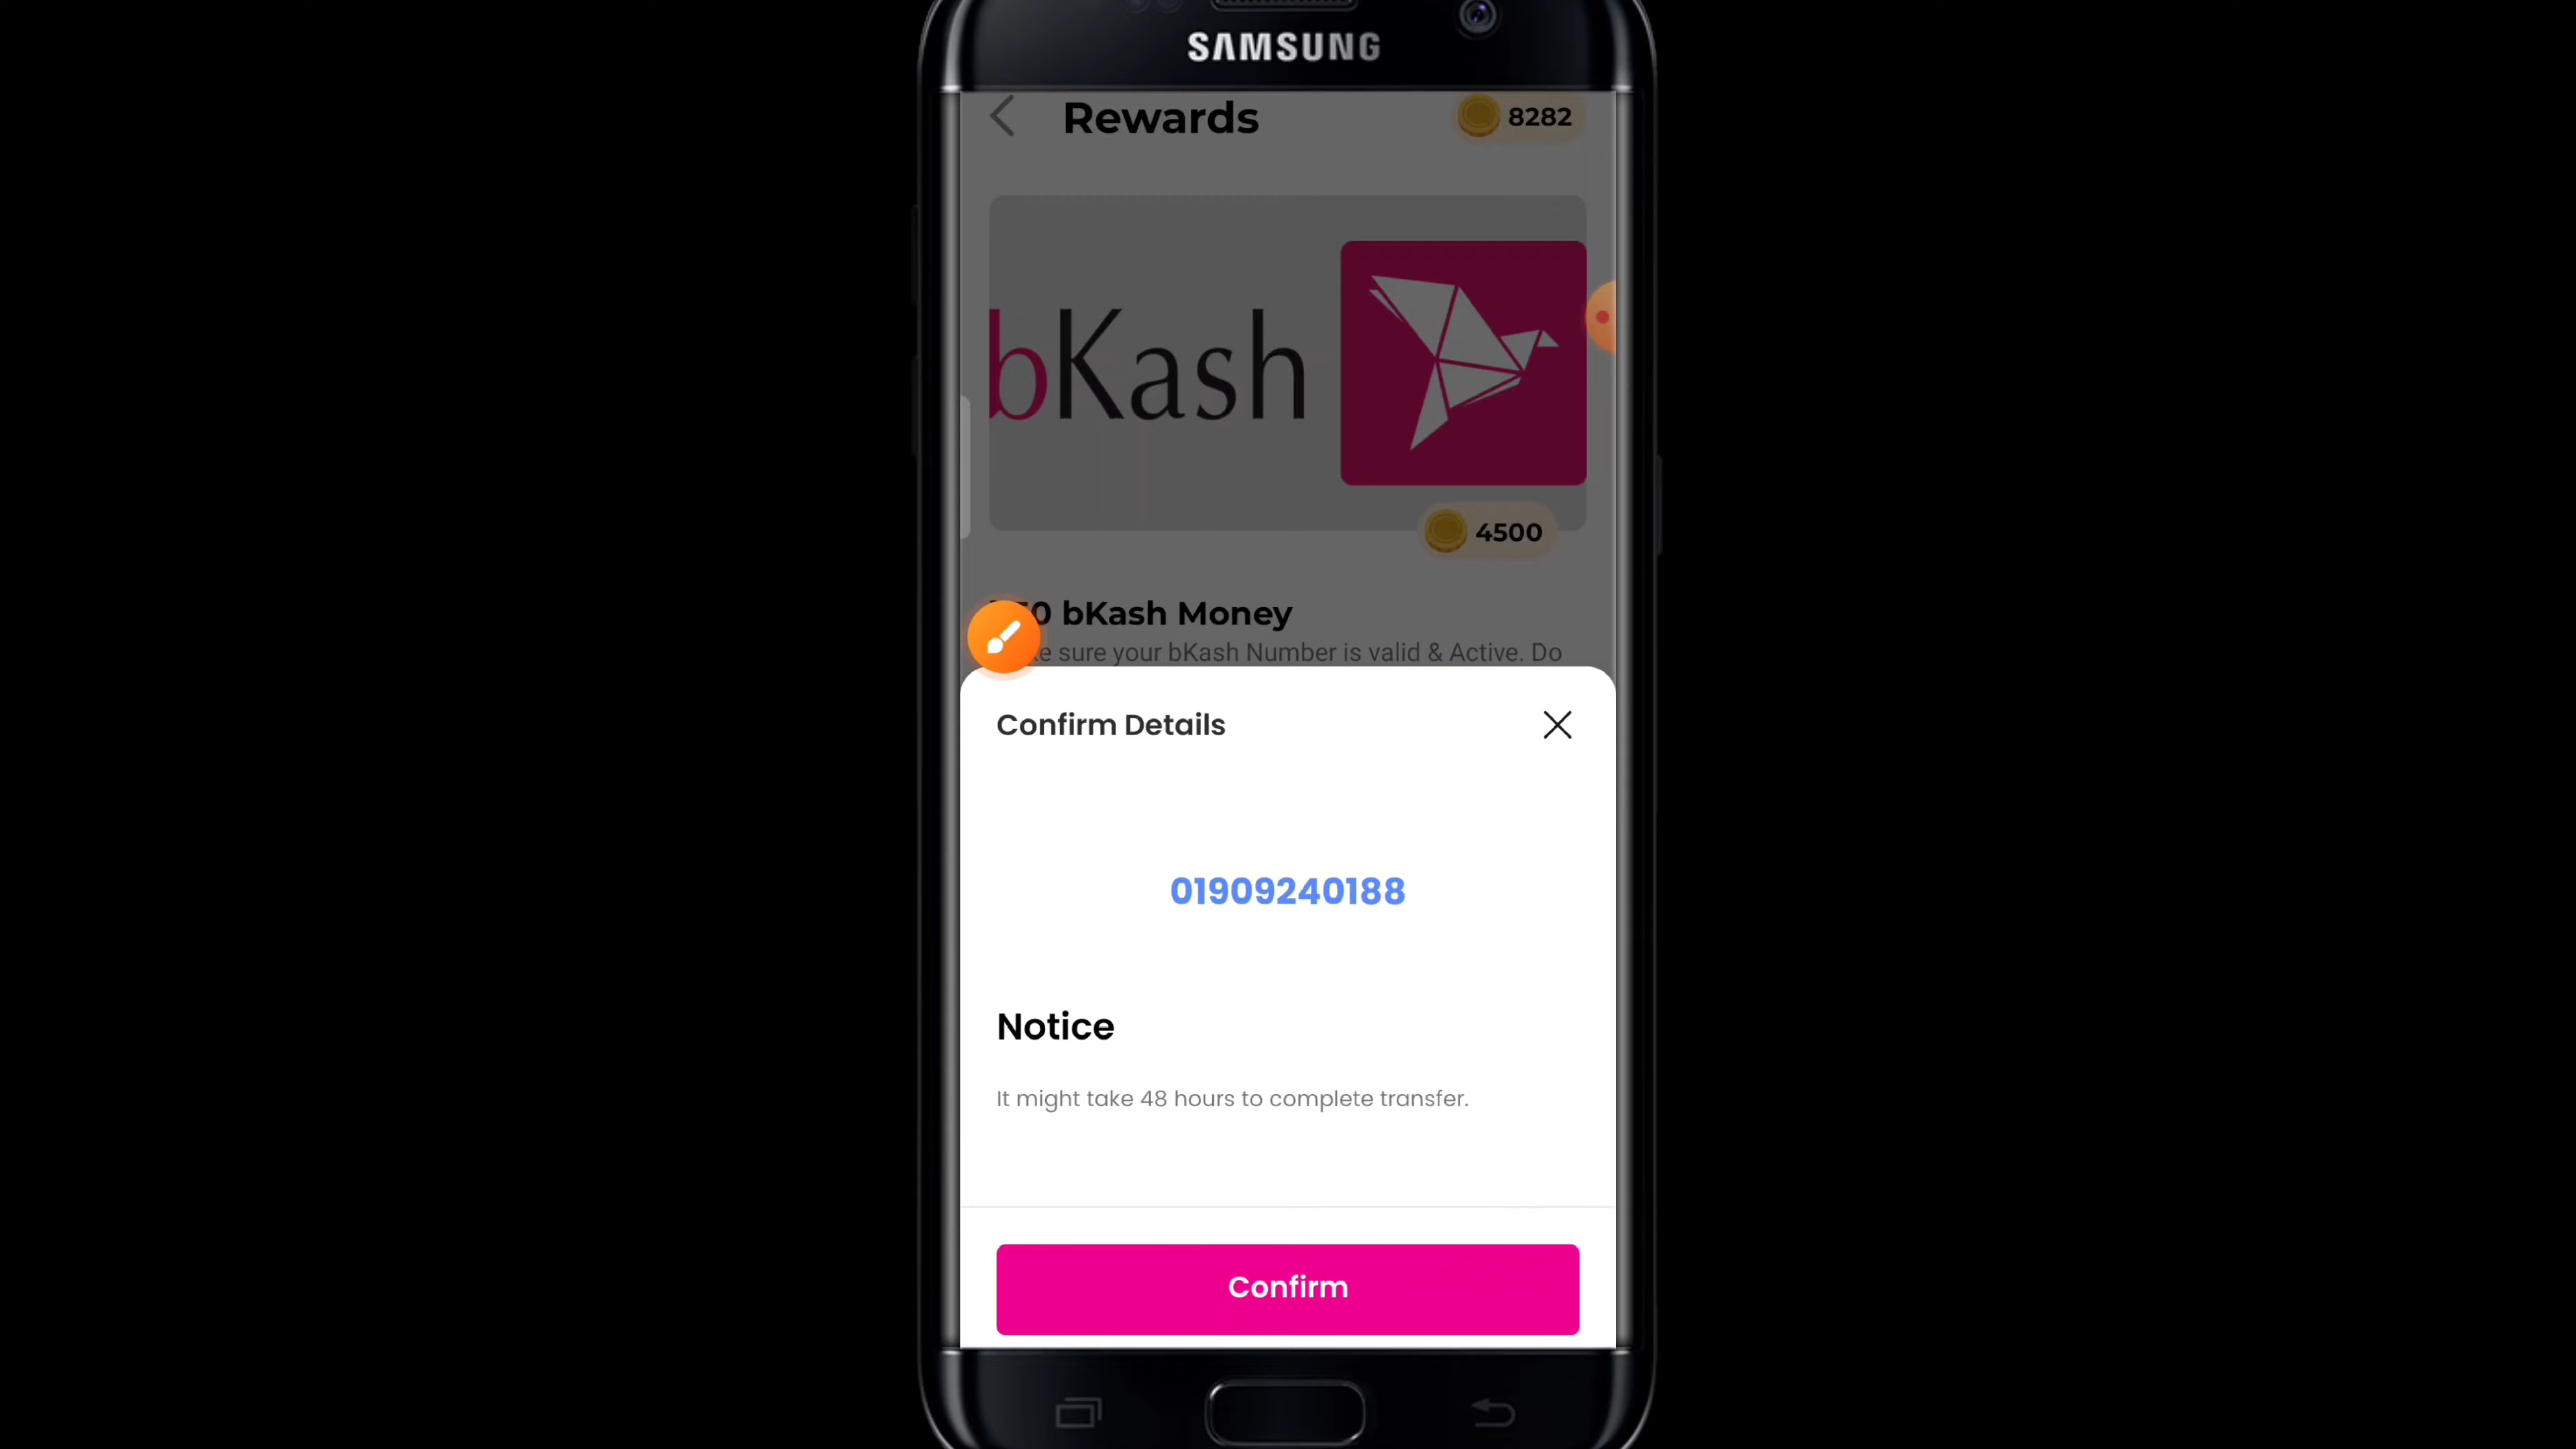 SAMSUNG
Rewards
8282
bKash
4500
0 bKash Money
sure your bKash Number is valid & Active. Do
Confirm Details
01909240188
Notice
It might take 48 hours to complete transfer.
Confirm